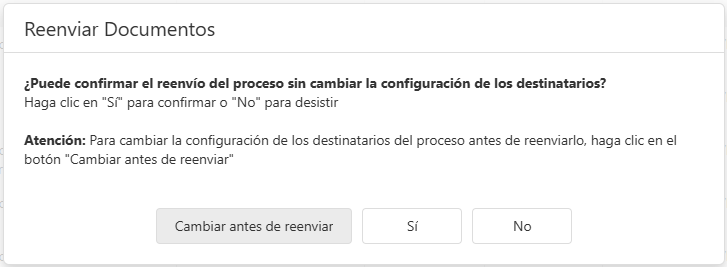 Reenviar Documentos
¿Puede confirmar el reenvío del proceso sin cambiar la configuración de los destinatarios?
Haga clic en "Sí" para confirmar o "No" para desistir
Atención: Para cambiar la configuración de los destinatarios del proceso antes de reenviarlo, haga clic en el
botón "Cambiar antes de reenviar"
Cambiar antes de reenviar
Sí
No